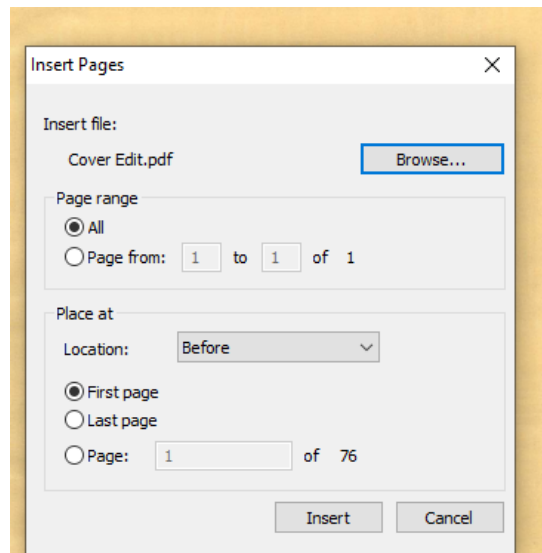 Insert Pages
Insert file:
Cover Edit.pdf
Browse...
Page range
All
Page from: 1 to 1 of 1
Place at
Location: Before
First page
Last page
Page: 1 of 76
Insert Cancel